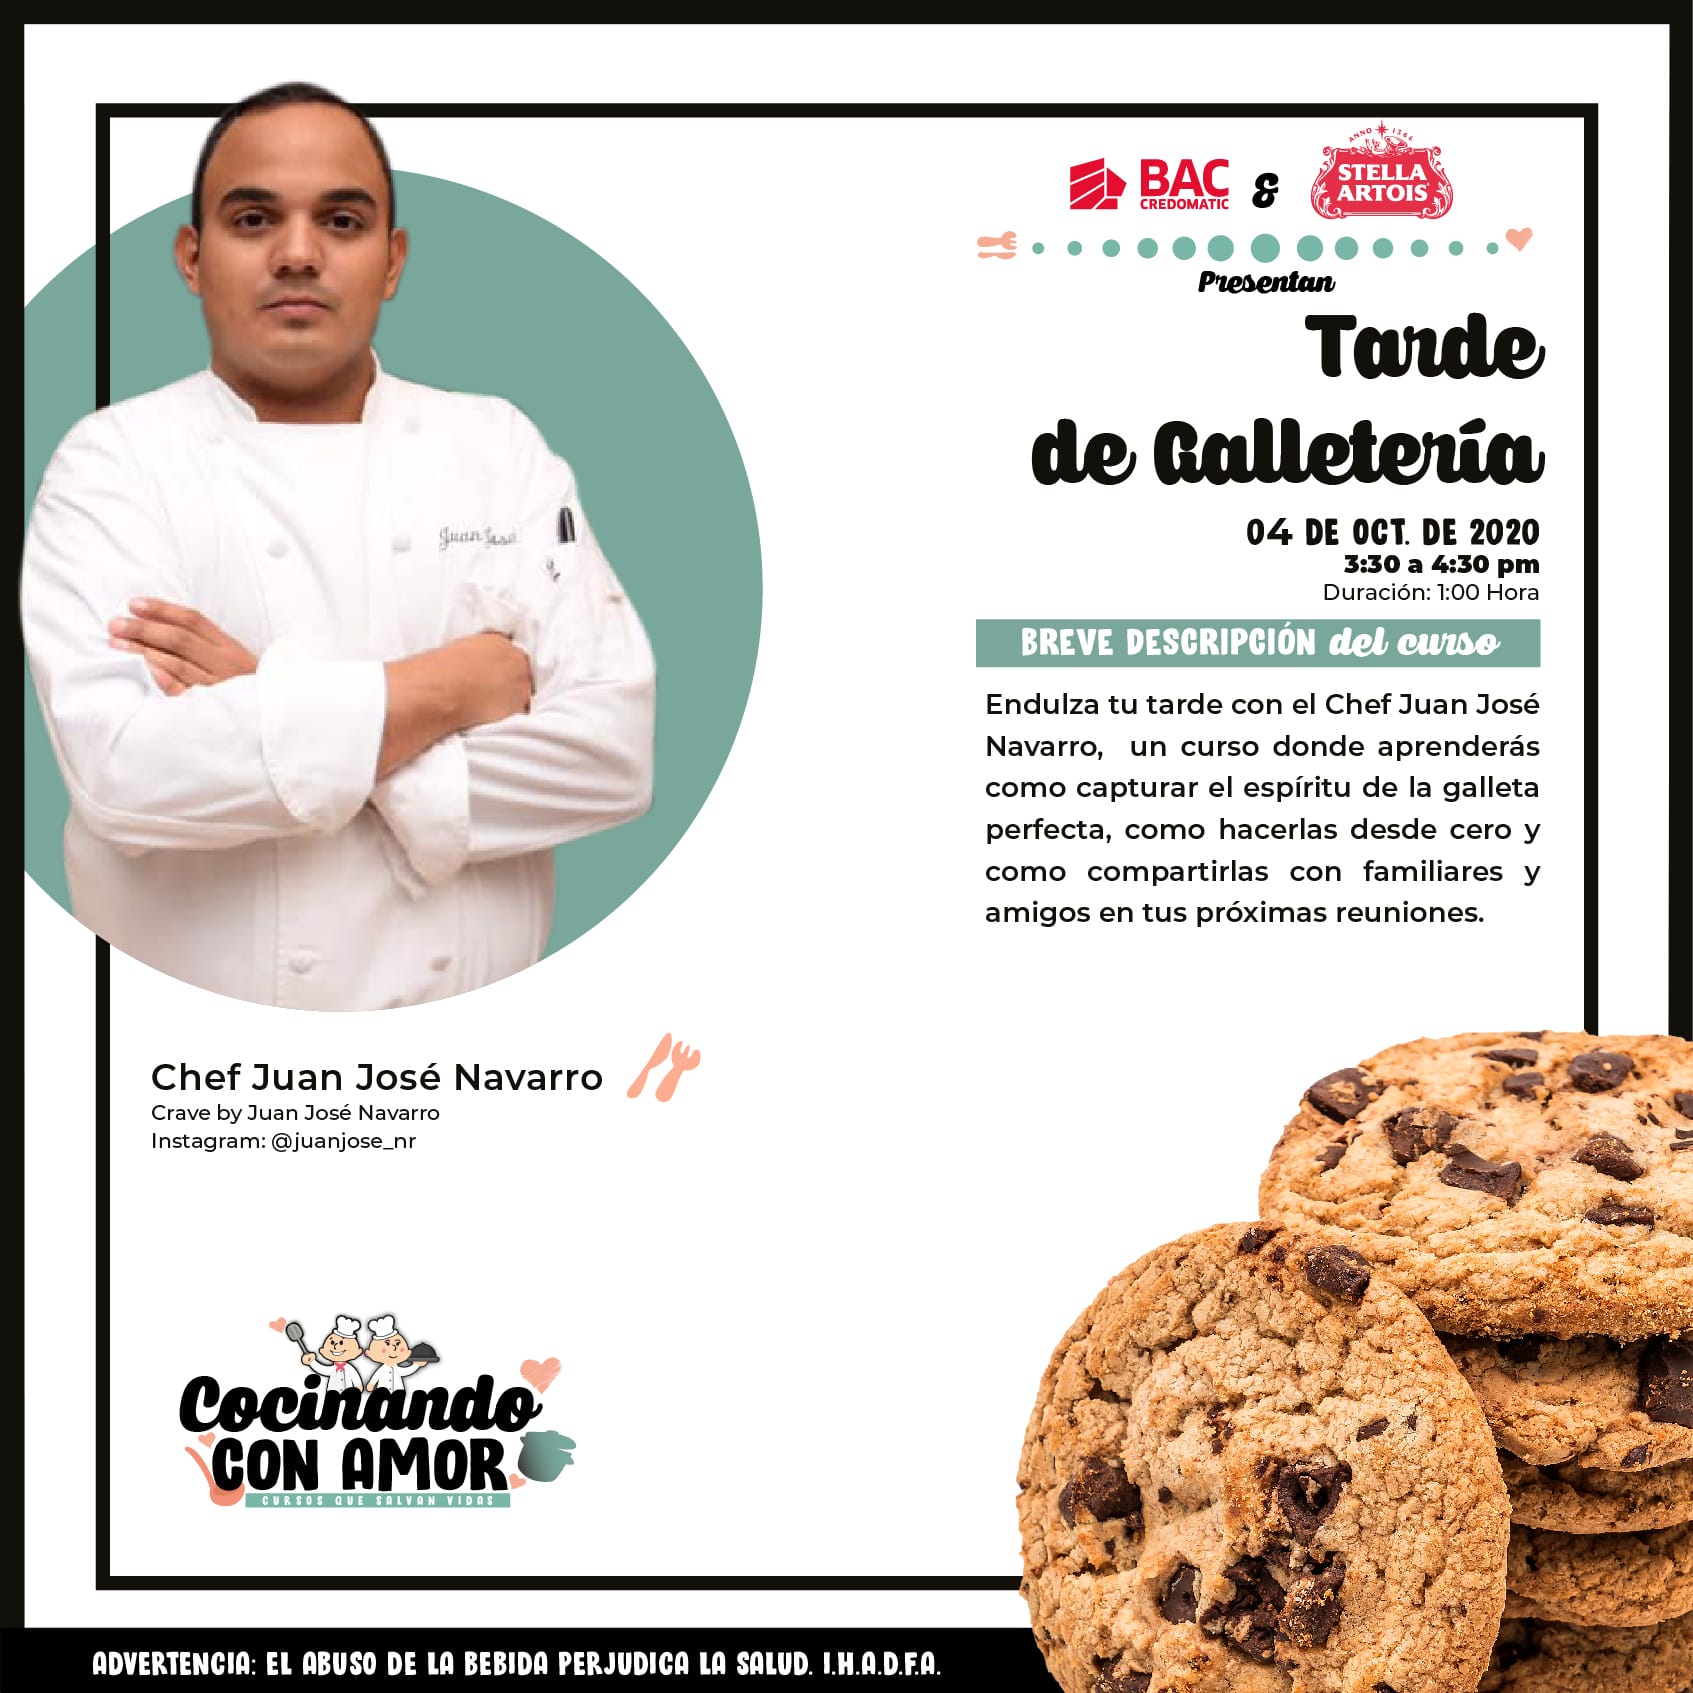 ANNO 1366
BAC
CREDOMATIC
&
STELLA
ARTOIS
Presentan
Tarde
de Galletería
04 DE OCT. DE 2020
3:30 a 4:30 pm
Duración: 1:00 Hora
BREVE DESCRIPCIÓN del curso
Endulza tu tarde con el Chef Juan José
Navarro, un curso donde aprenderás
como capturar el espíritu de la galleta
perfecta, como hacerlas desde cero y
como compartirlas con familiares y
amigos en tus próximas reuniones.
Juan José
Chef Juan José Navarro
Crave by Juan José Navarro
Instagram: @juanjose_nr
Cocinando
CON AMOR
CURSOS QUE SALVAN VIDAS
ADVERTENCIA: EL ABUSO DE LA BEBIDA PERJUDICA LA SALUD. I.H.A.D.F.A.